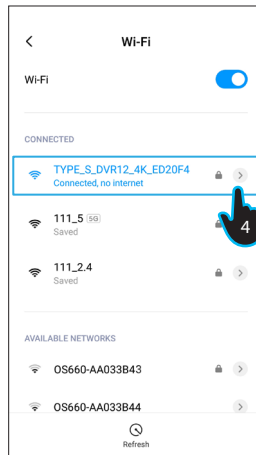 Wi-Fi
Wi-Fi
CONNECTED
TYPE_S_DVR12_4K_ED20F4
Connected, no internet
111_5 5G
Saved
4
111_2.4
Saved
AVAILABLE NETWORKS
OS660-AA033B43
OS660-AA033B44
Refresh